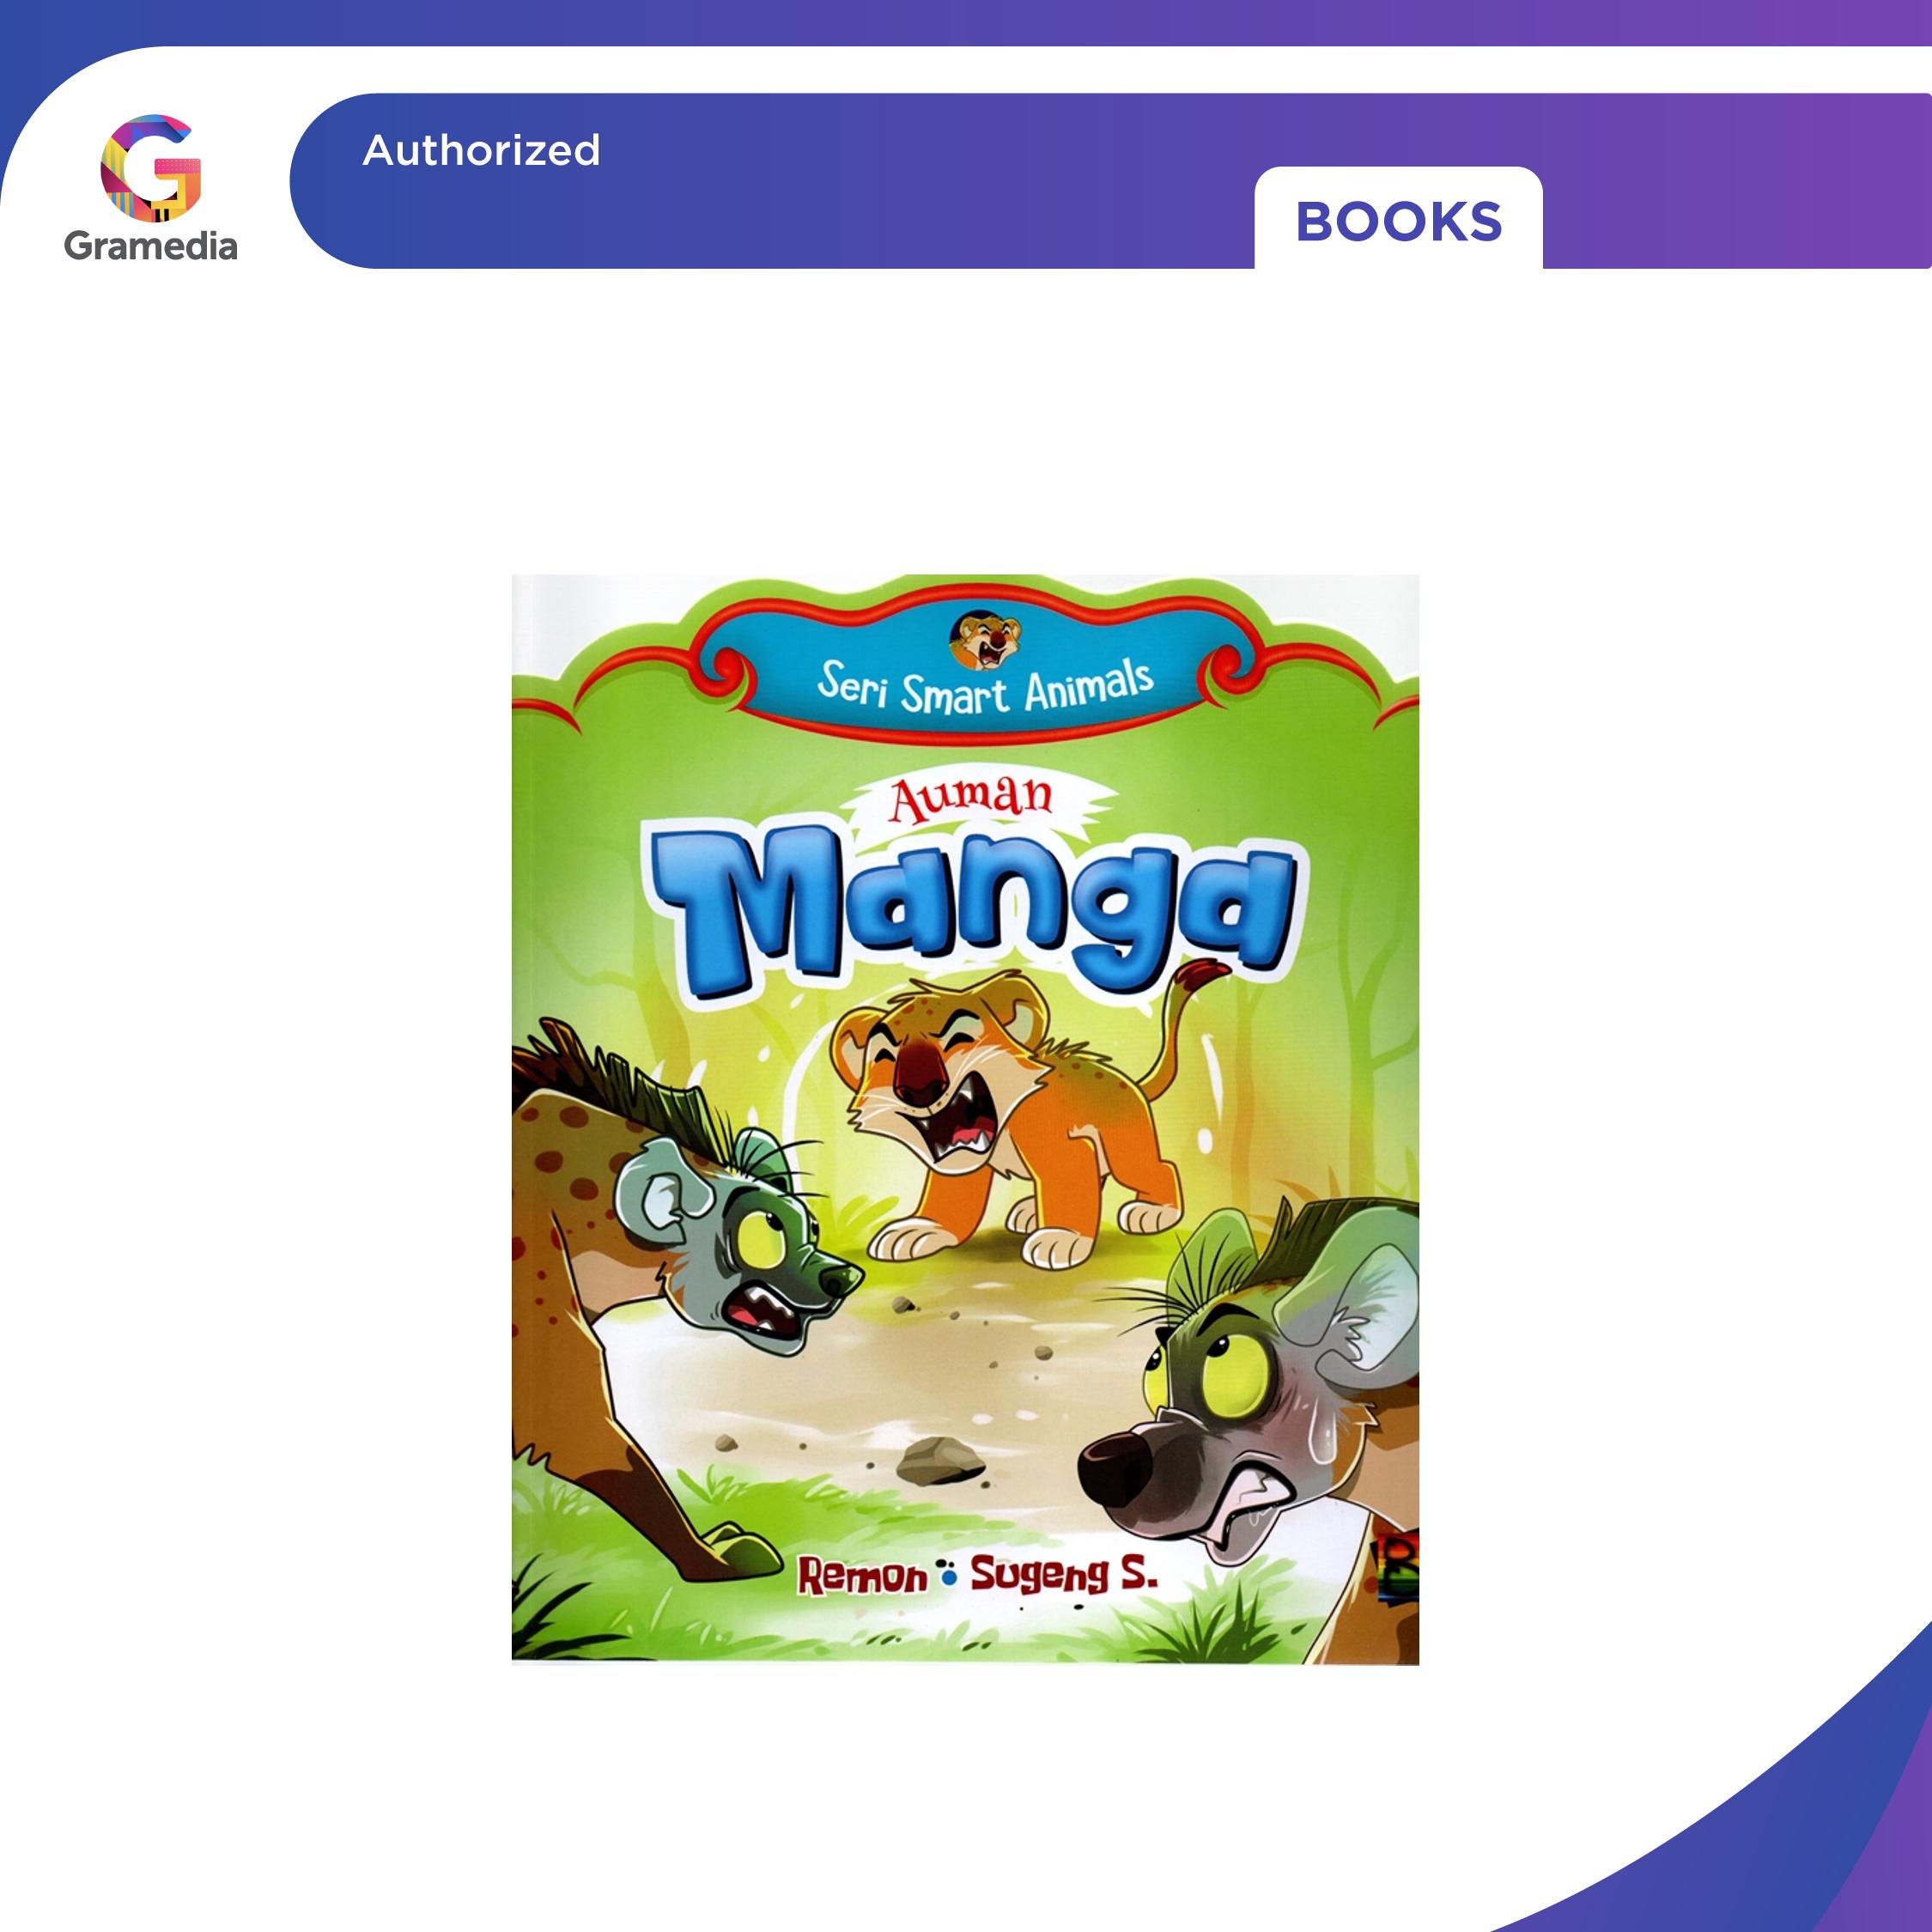 Gramedia
Authorized
BOOKS
Seri Smart Animals
Auman
Manga
Remon Sugeng S.